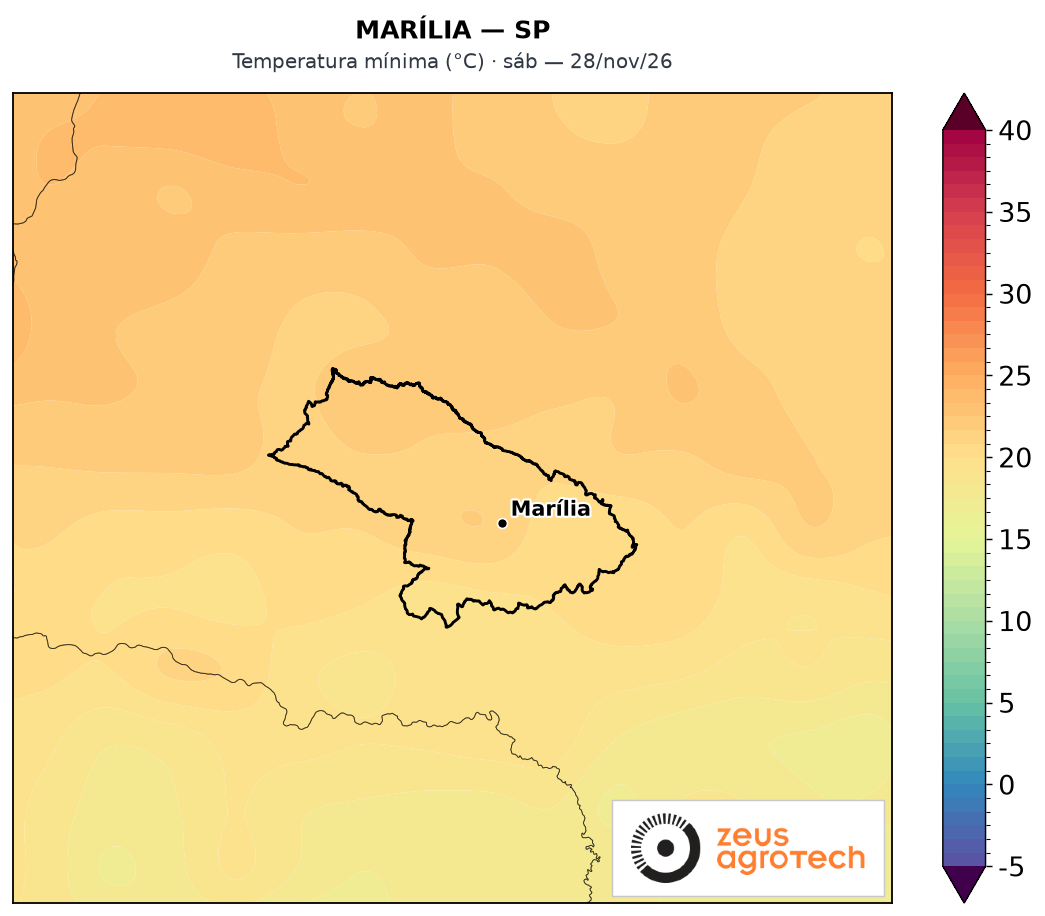 MARÍLIA — SP
Temperatura mínima (°C) · sáb — 28/nov/26
40
35
30
25
20
15
10
5
0
-5
Marília
zeus
agrotech